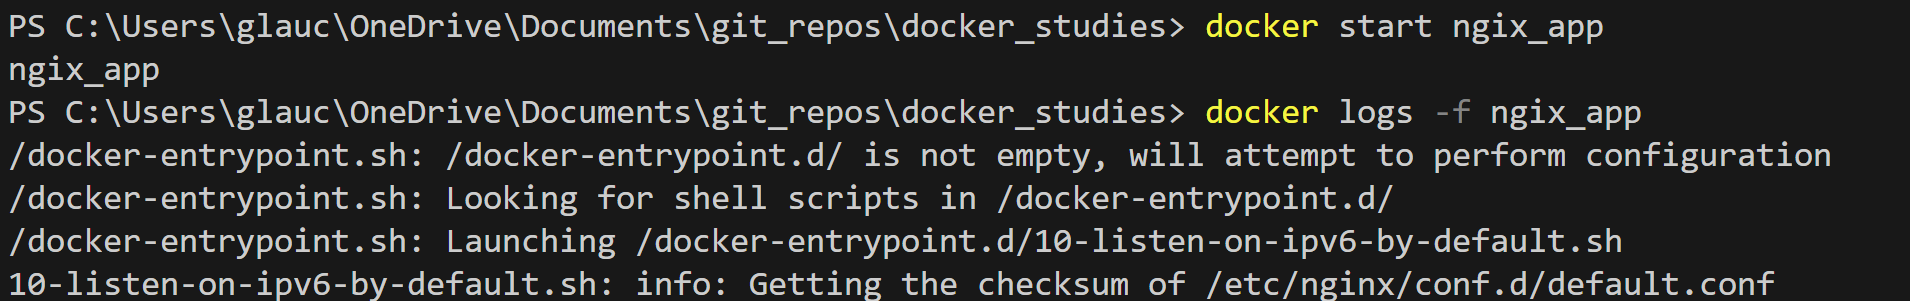 PS C:\Users\glauc\OneDrive\Documents\git_repos\docker_studies> docker start ngix_app
ngix_app
PS C:\Users\glauc\OneDrive\Documents\git_repos\docker_studies> docker logs -f ngix_app
/docker-entrypoint.sh: /docker-entrypoint.d/ is not empty, will attempt to perform configuration
/docker-entrypoint.sh: Looking for shell scripts in /docker-entrypoint.d/
/docker-entrypoint.sh: Launching /docker-entrypoint.d/10-listen-on-ipv6-by-default.sh
10-listen-on-ipv6-by-default.sh: info: Getting the checksum of /etc/nginx/conf.d/default.conf